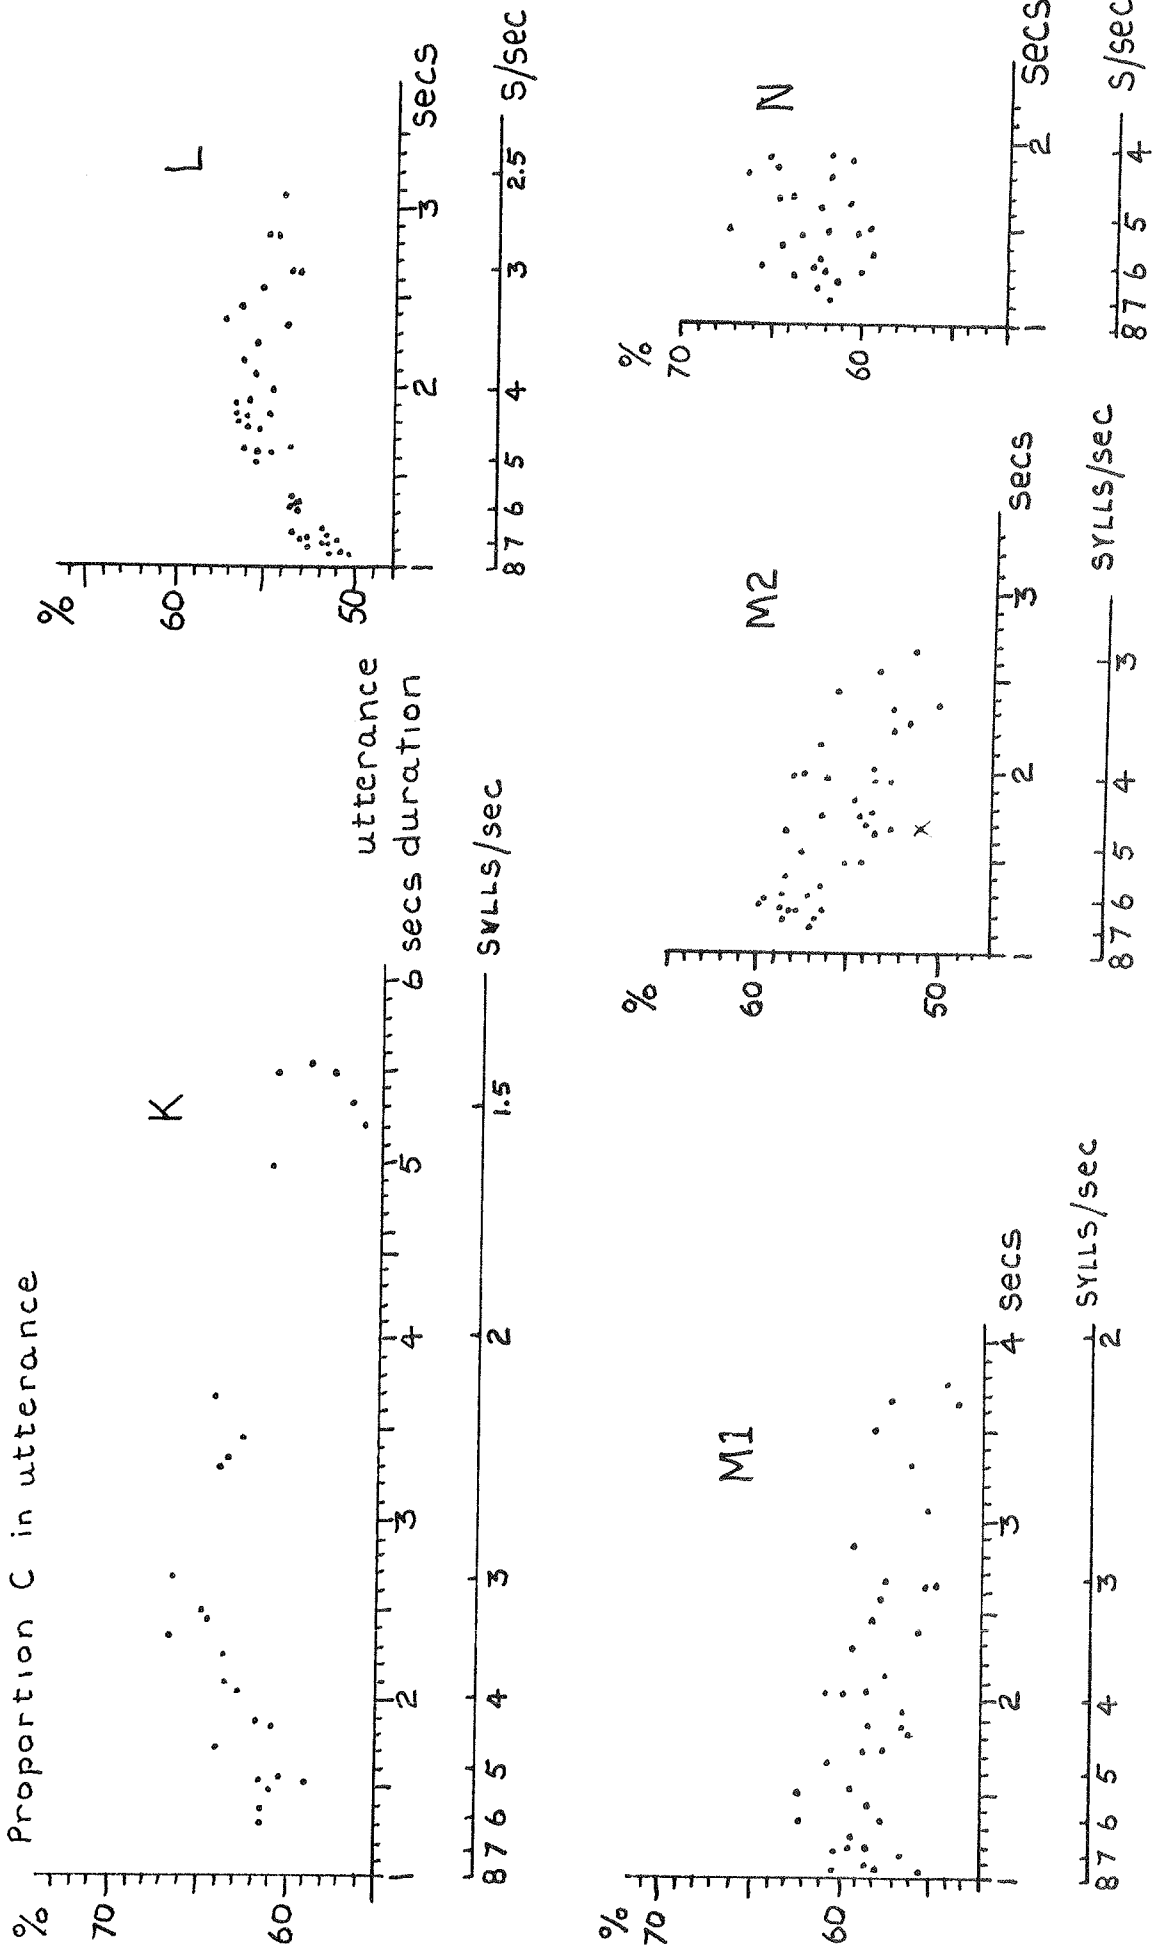 Proportion C in utterance
%
70
60
K
1 2 3 4 5 6 secs duration
utterance
8 7 6 5 4 3 2 1.5 SYLLS/sec
%
60
50
L
1 2 3 secs
8 7 6 5 4 3 2.5 S/sec
%
70
60
M1
1 2 3 4 secs
8 7 6 5 4 3 2 SYLLS/sec
%
60
50
M2
1 2 3 secs
8 7 6 5 4 3 SYLLS/sec
%
70
60
N
1 2 secs
8 7 6 5 4 S/sec